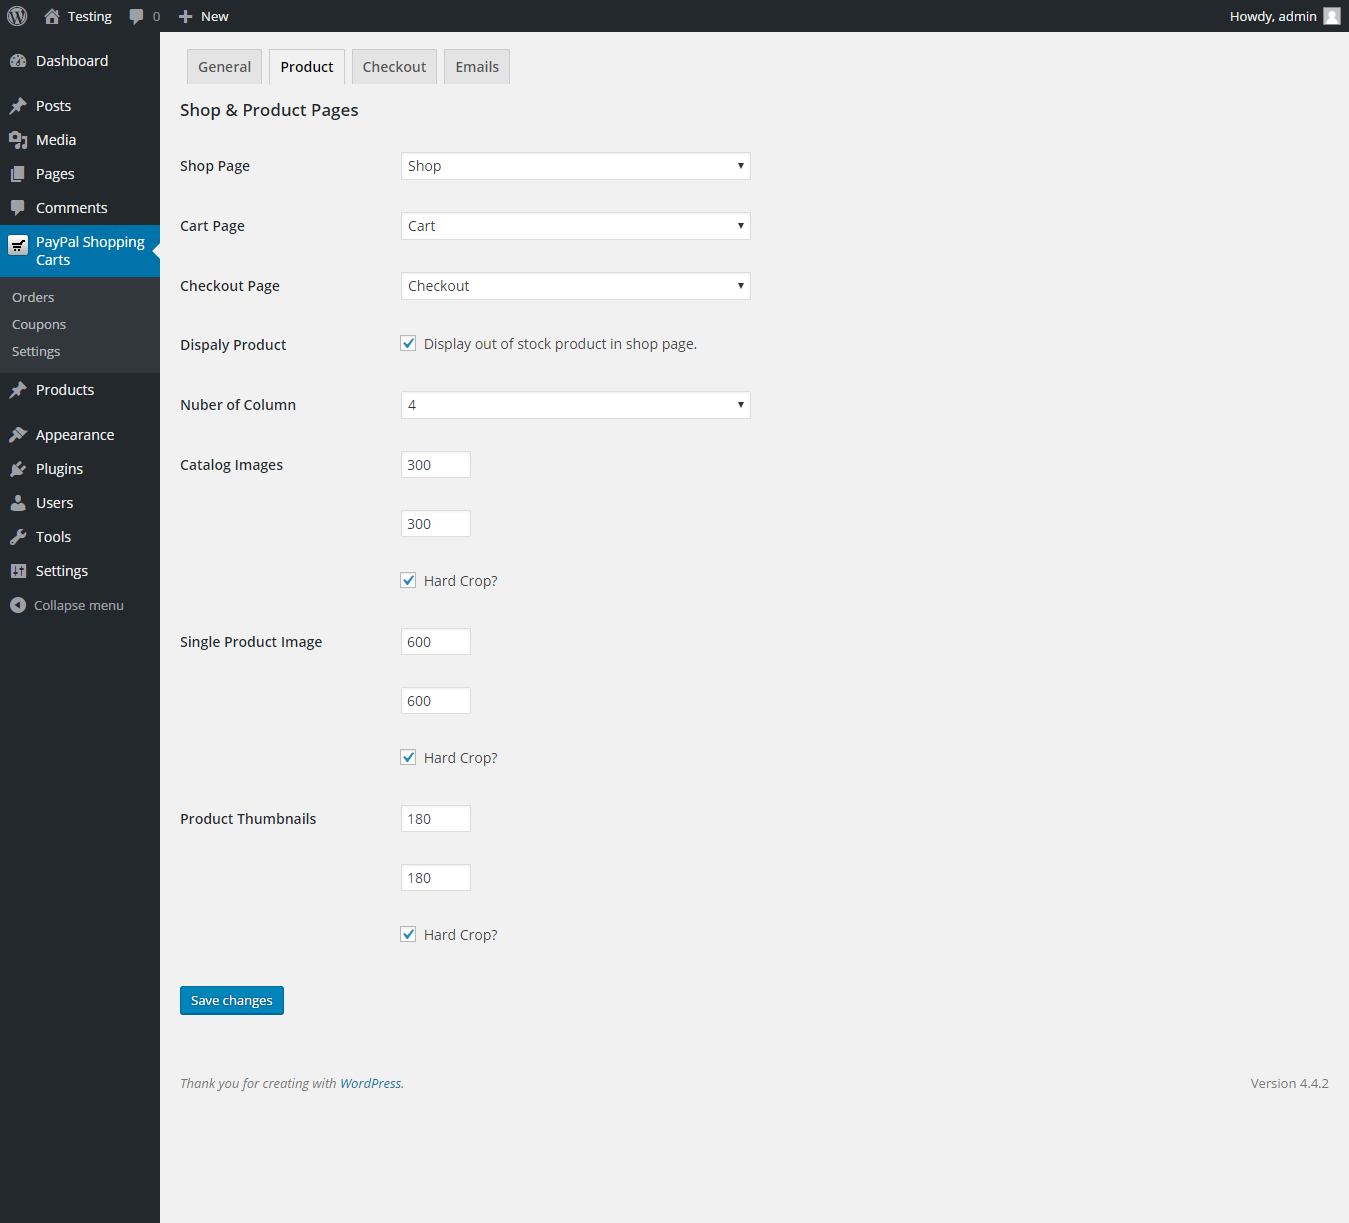 Testing 0 New Howdy, admin
Dashboard
Posts
Media
Pages
Comments
PayPal Shopping
Carts
Orders
Coupons
Settings
Products
Appearance
Plugins
Users
Tools
Settings
Collapse menu
General Product Checkout Emails
Shop & Product Pages
Shop Page Shop
Cart Page Cart
Checkout Page Checkout
Dispaly Product Display out of stock product in shop page.
Nuber of Column 4
Catalog Images 300
300
Hard Crop?
Single Product Image 600
600
Hard Crop?
Product Thumbnails 180
180
Hard Crop?
Save changes
Thank you for creating with WordPress. Version 4.4.2